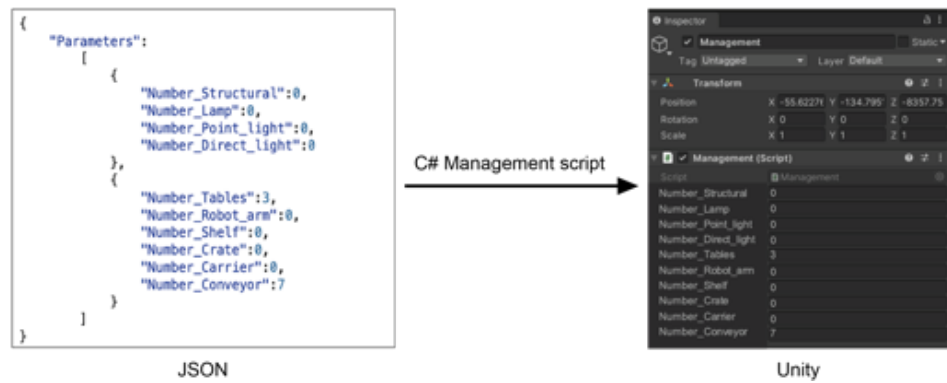 {
"Parameters":
[
{
"Number_Structural":0,
"Number_Lamp":0,
"Number_Point_light":0,
"Number_Direct_light":0
},
{
"Number_Tables":3,
"Number_Robot_arm":0,
"Number_Shelf":0,
"Number_Crate":0,
"Number_Carrier":0,
"Number_Conveyor":7
}
]
}
JSON
C# Management script
Inspector
Management Static
Tag Untagged Layer Default
Transform
Position X -55.6227 Y -134.795 Z -8357.75
Rotation X 0 Y 0 Z 0
Scale X 1 Y 1 Z 1
Management (Script)
Script Management
Number_Structural 0
Number_Lamp 0
Number_Point_light 0
Number_Direct_light 0
Number_Tables 3
Number_Robot_arm 0
Number_Shelf 0
Number_Crate 0
Number_Carrier 0
Number_Conveyor 7
Unity